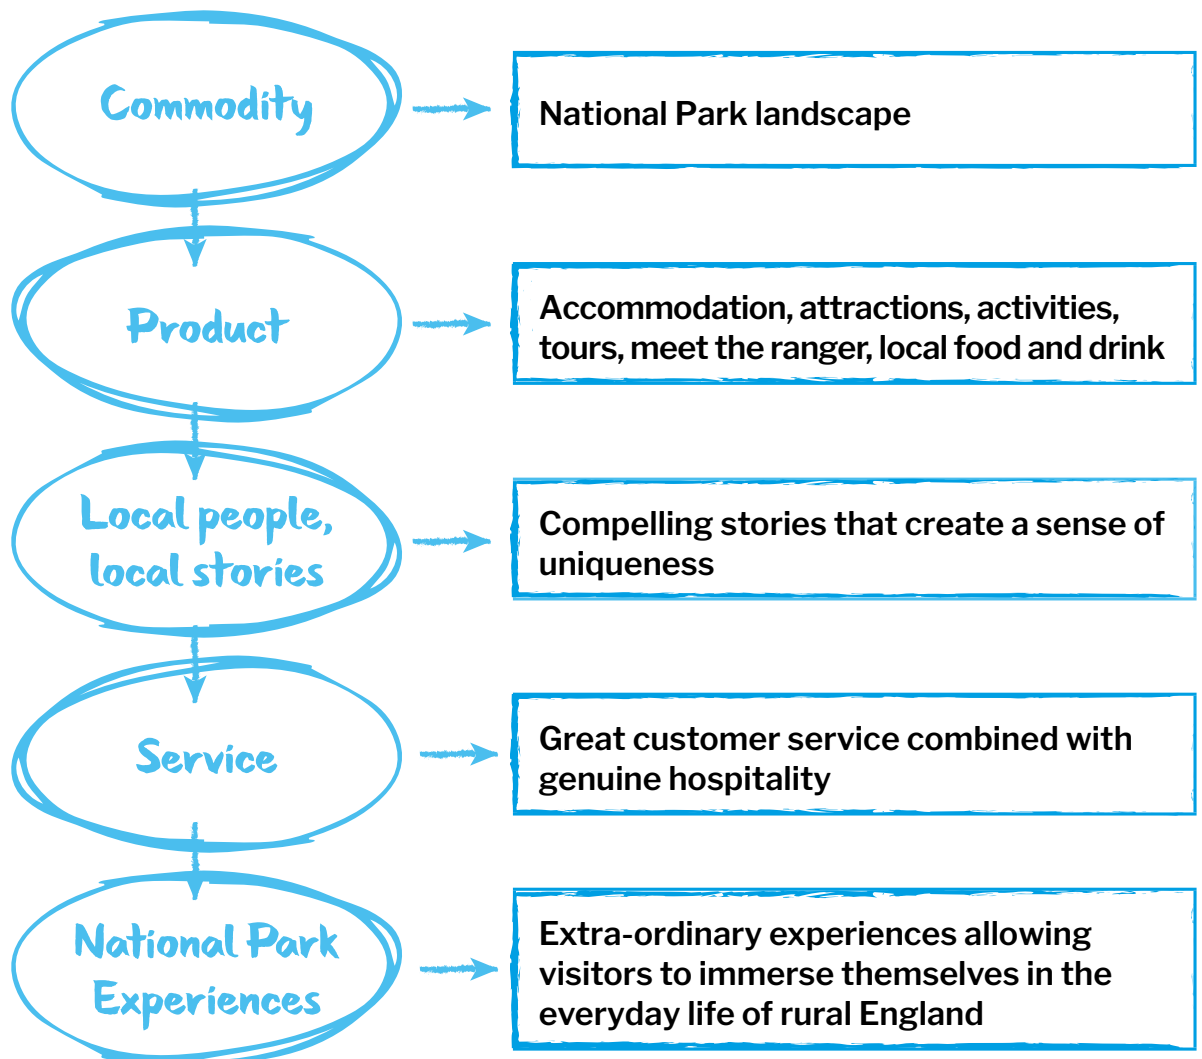 Commodity
National Park landscape
Product
Accommodation, attractions, activities,
tours, meet the ranger, local food and drink
Local people,
local stories
Compelling stories that create a sense of
uniqueness
Service
Great customer service combined with
genuine hospitality
National Park
Experiences
Extra-ordinary experiences allowing
visitors to immerse themselves in the
everyday life of rural England